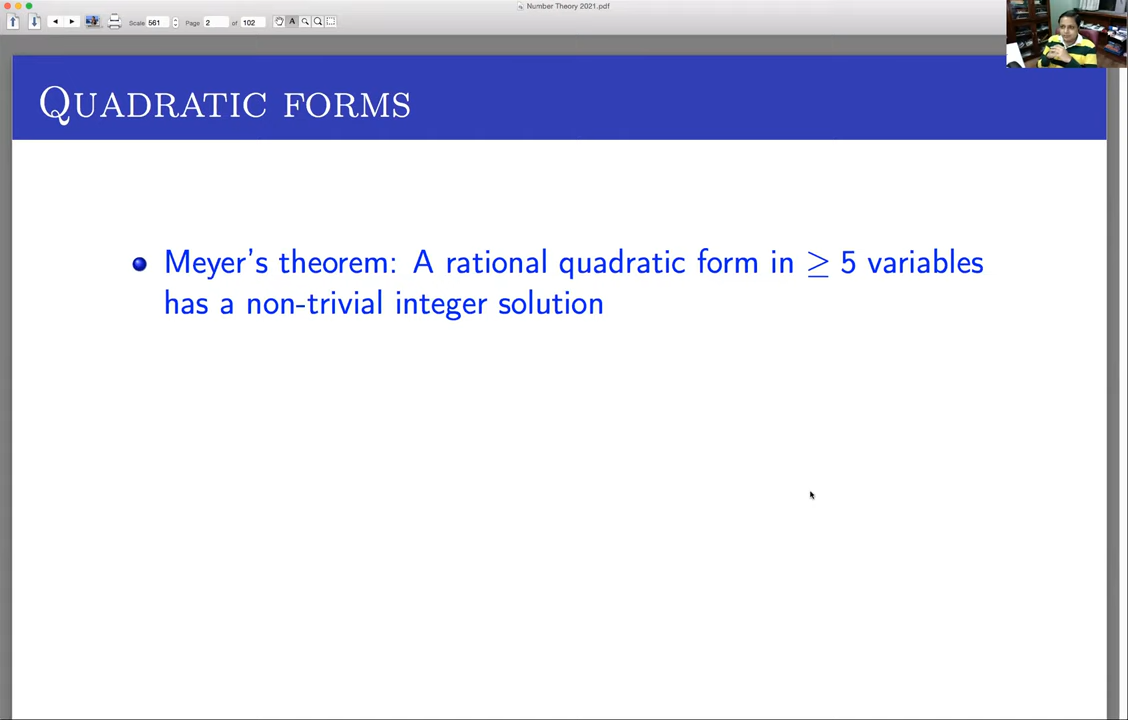 Number Theory 2021.pdf
Scale 561 Page 2 of 102
QUADRATIC FORMS
Meyer's theorem: A rational quadratic form in ≥ 5 variables
has a non-trivial integer solution